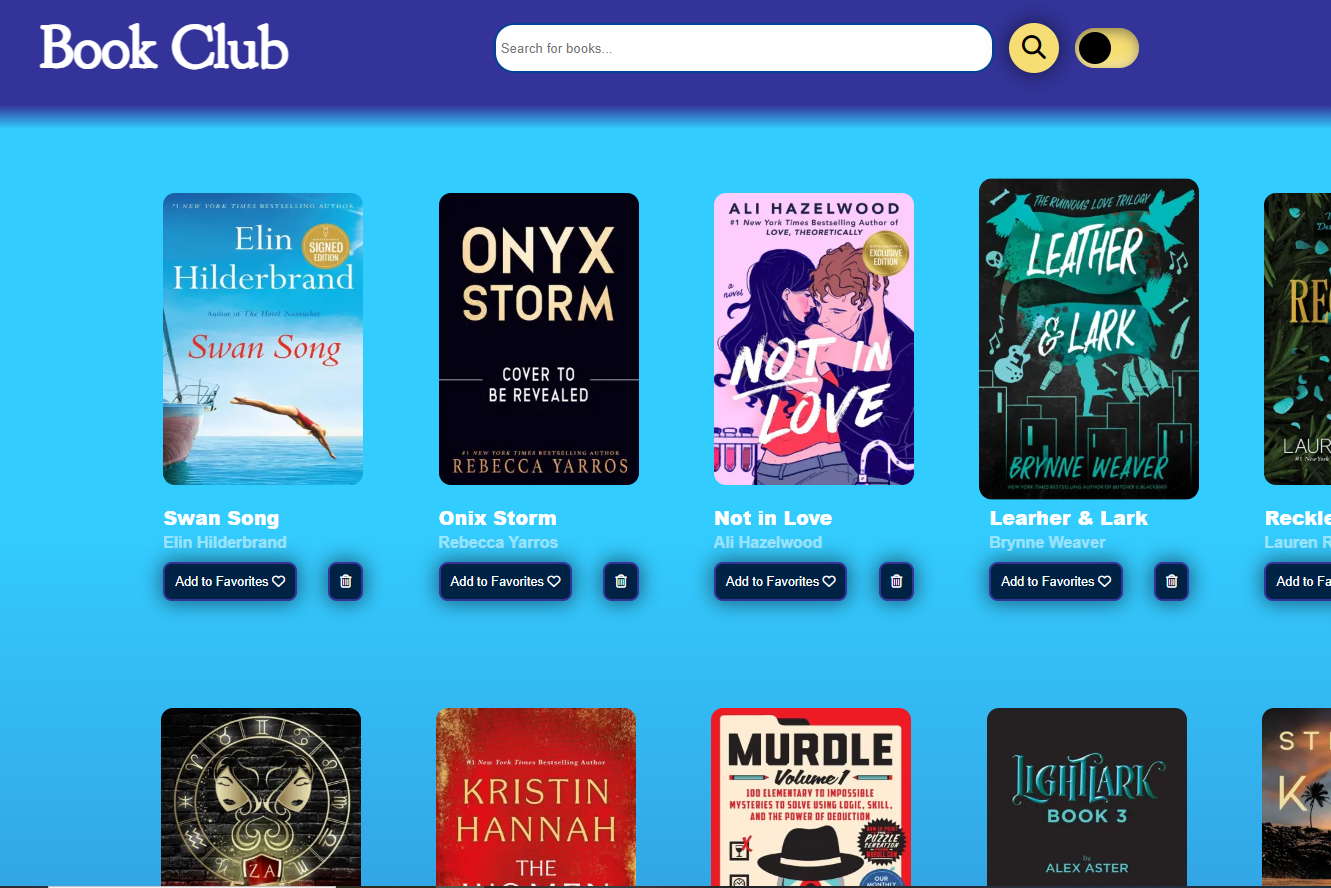 Book Club
Search for books...
"#1 NEW YORK TIMES BESTSELLING AUTHOR
Elin
Hilderbrand
SIGNED
EDITION
Author of The Hotel Nantucket
Swan Song
ONYX
STORM
COVER TO
BE REVEALED
#1 NEW YORK TIMES BESTSELLING AUTHOR
REBECCA YARROS
ALI HAZELWOOD
#1 New York Times Bestselling Author of
LOVE, THEORETICALLY
EXCLUSIVE
EDITION
a
novel
NOT IN
LOVE
THE RUINOUS LOVE TRILOGY
LEATHER
& LARK
BRYNNE WEAVER
NEW YORK TIMES BESTSELLING AUTHOR OF BUTCHER & BLACKBIRD
REC
LAUR
#1 New York
Swan Song
Onix Storm
Not in Love
Learher & Lark
Reckle
Elin Hilderbrand
Rebecca Yarros
Ali Hazelwood
Brynne Weaver
Lauren R
Add to Favorites
Add to Favorites
Add to Favorites
Add to Favorites
Add to Fa
ZA
#1 New York Times Bestselling Author
KRISTIN
HANNAH
THE
WOMEN
MURDLE
Volume 1
100 ELEMENTARY TO IMPOSSIBLE
MYSTERIES TO SOLVE USING LOGIC, SKILL,
AND THE POWER OF DEDUCTION
PUZZLE
SENSATION
MURDLE.COM
OUR
MONTHLY
LIGHTLARK
BOOK 3
by
ALEX ASTER
ST
K